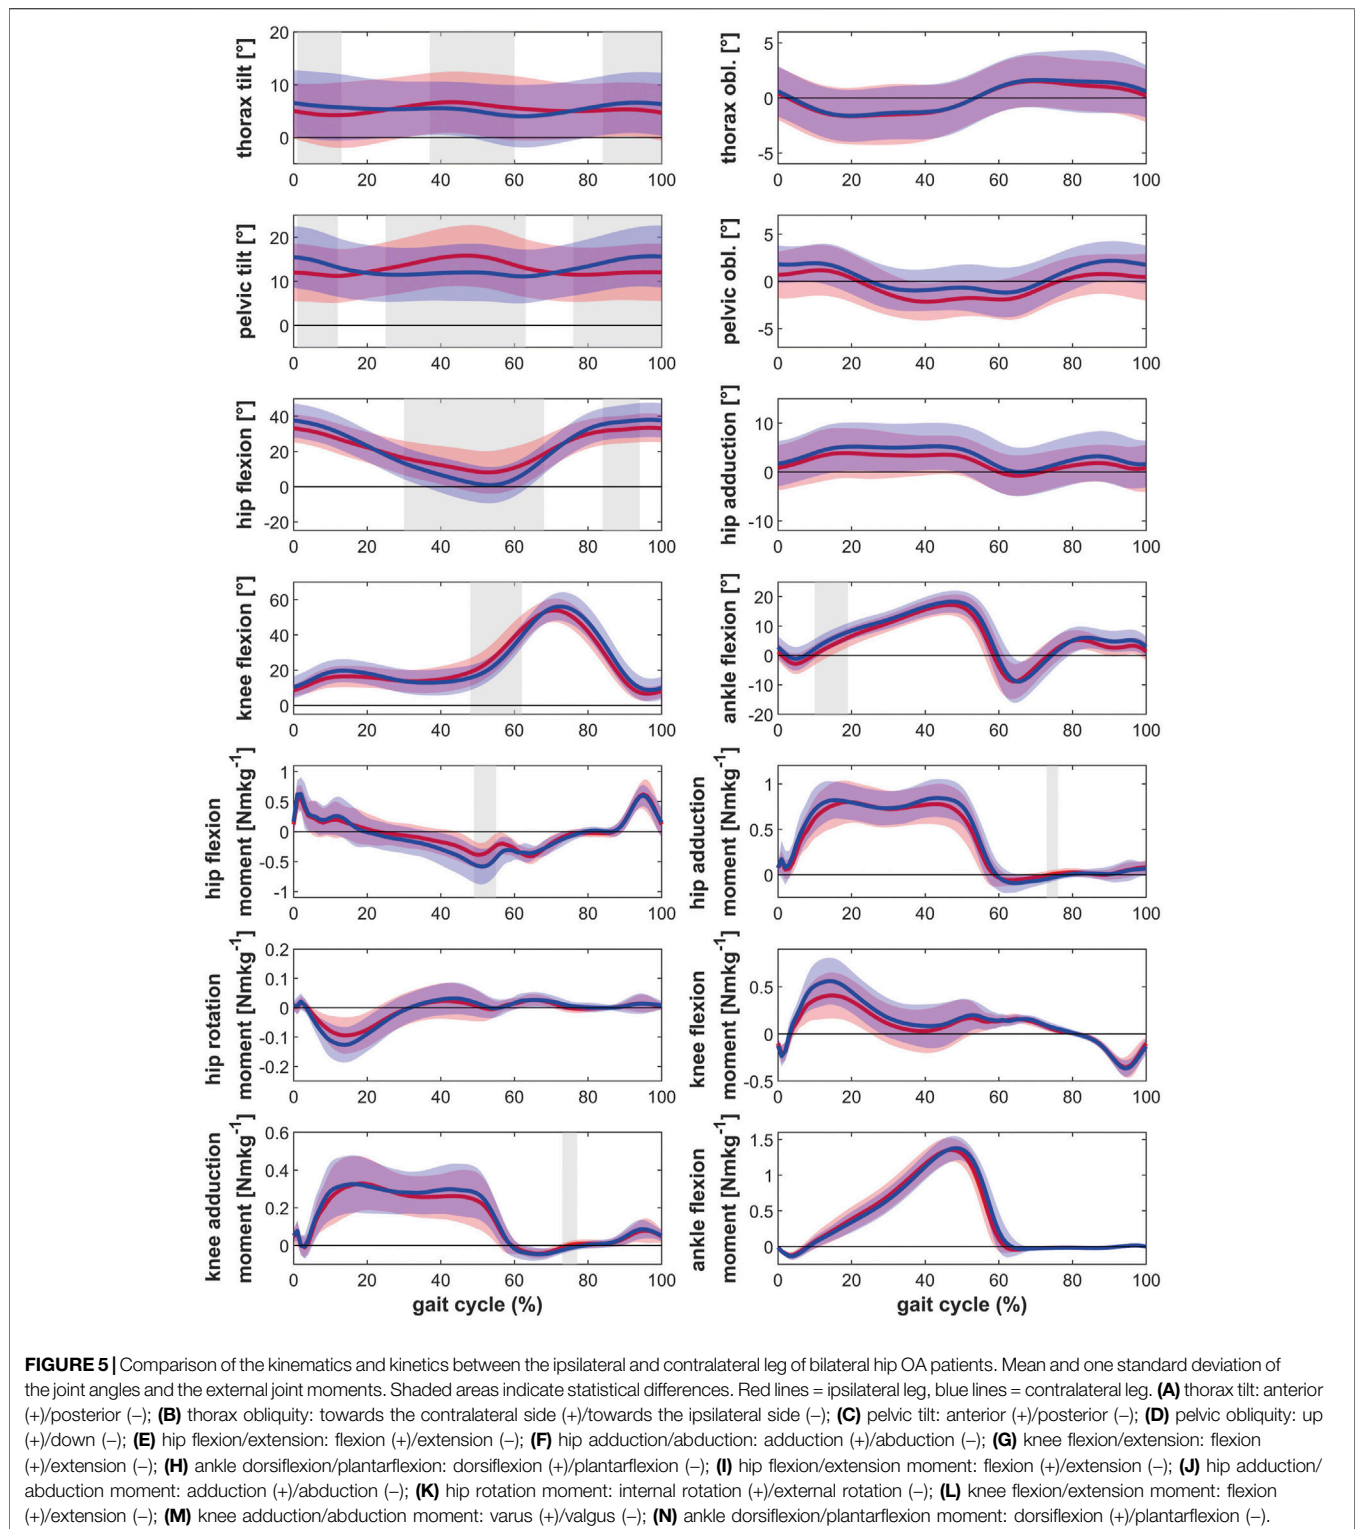 thorax tilt [°]
20
10
0
0 20 40 60 80 100
thorax obl. [°]
5
0
-5
0 20 40 60 80 100
pelvic tilt [°]
20
10
0
0 20 40 60 80 100
pelvic obl. [°]
5
0
-5
0 20 40 60 80 100
hip flexion [°]
40
20
0
-20
0 20 40 60 80 100
hip adduction [°]
10
0
-10
0 20 40 60 80 100
knee flexion [°]
60
40
20
0
0 20 40 60 80 100
ankle flexion [°]
20
10
0
-10
-20
0 20 40 60 80 100
hip flexion
moment [Nmkg-1]
1
0.5
0
-0.5
-1
0 20 40 60 80 100
hip adduction
moment [Nmkg-1]
1
0.5
0
0 20 40 60 80 100
hip rotation
moment [Nmkg-1]
0.2
0.1
0
-0.1
-0.2
0 20 40 60 80 100
knee flexion
moment [Nmkg-1]
0.5
0
-0.5
0 20 40 60 80 100
knee adduction
moment [Nmkg-1]
0.6
0.4
0.2
0
0 20 40 60 80 100
gait cycle (%)
ankle flexion
moment [Nmkg-1]
1.5
1
0.5
0
0 20 40 60 80 100
gait cycle (%)
FIGURE 5 | Comparison of the kinematics and kinetics between the ipsilateral and contralateral leg of bilateral hip OA patients. Mean and one standard deviation of
the joint angles and the external joint moments. Shaded areas indicate statistical differences. Red lines = ipsilateral leg, blue lines = contralateral leg. (A) thorax tilt: anterior
(+)/posterior (–); (B) thorax obliquity: towards the contralateral side (+)/towards the ipsilateral side (–); (C) pelvic tilt: anterior (+)/posterior (–); (D) pelvic obliquity: up
(+)/down (–); (E) hip flexion/extension: flexion (+)/extension (–); (F) hip adduction/abduction: adduction (+)/abduction (–); (G) knee flexion/extension: flexion
(+)/extension (–); (H) ankle dorsiflexion/plantarflexion: dorsiflexion (+)/plantarflexion (–); (I) hip flexion/extension moment: flexion (+)/extension (–); (J) hip adduction/
abduction moment: adduction (+)/abduction (–); (K) hip rotation moment: internal rotation (+)/external rotation (–); (L) knee flexion/extension moment: flexion
(+)/extension (–); (M) knee adduction/abduction moment: varus (+)/valgus (–); (N) ankle dorsiflexion/plantarflexion moment: dorsiflexion (+)/plantarflexion (–).